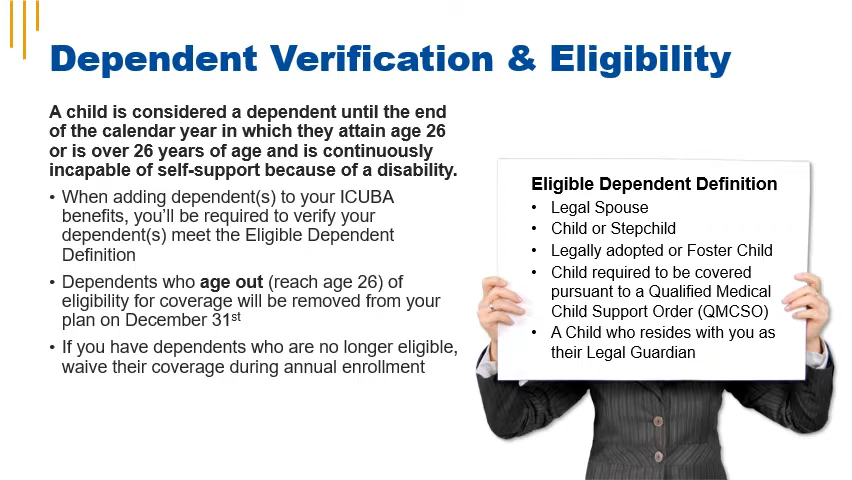 Dependent Verification & Eligibility
A child is considered a dependent until the end
of the calendar year in which they attain age 26
or is over 26 years of age and is continuously
incapable of self-support because of a disability.
• When adding dependent(s) to your ICUBA
benefits, you’ll be required to verify your
dependent(s) meet the Eligible Dependent
Definition
• Dependents who age out (reach age 26) of
eligibility for coverage will be removed from your
plan on December 31st
• If you have dependents who are no longer eligible,
waive their coverage during annual enrollment
Eligible Dependent Definition
• Legal Spouse
• Child or Stepchild
• Legally adopted or Foster Child
• Child required to be covered
pursuant to a Qualified Medical
Child Support Order (QMCSO)
• A Child who resides with you as
their Legal Guardian